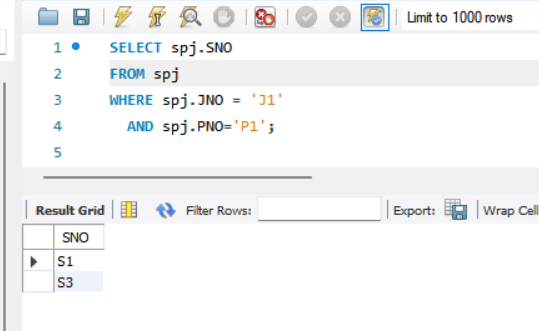 Limit to 1000 rows
1 SELECT spj.SNO
2 FROM spj
3 WHERE spj.JNO = 'J1'
4 AND spj.PNO='P1';
5
Result Grid Filter Rows: Export: Wrap Cell
SNO
S1
S3